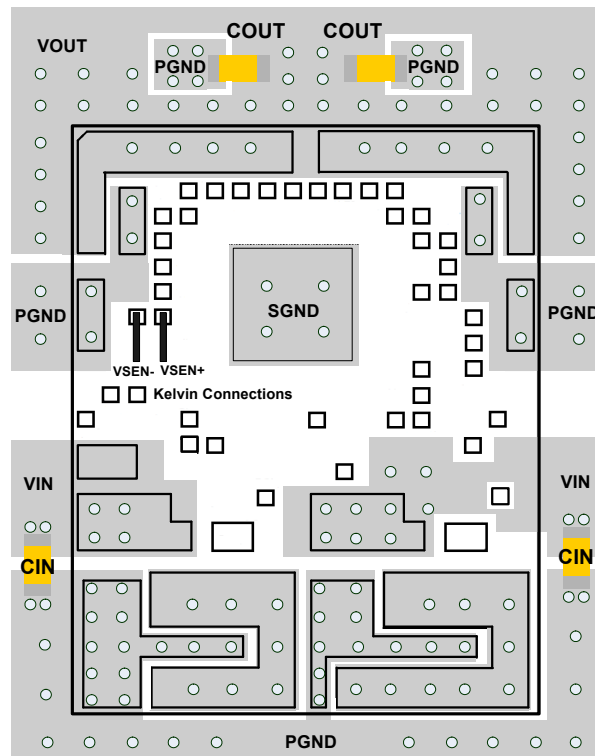 COUT COUT
VOUT
PGND PGND
SGND
PGND PGND
VSEN- VSEN+
Kelvin Connections
VIN VIN
CIN CIN
PGND